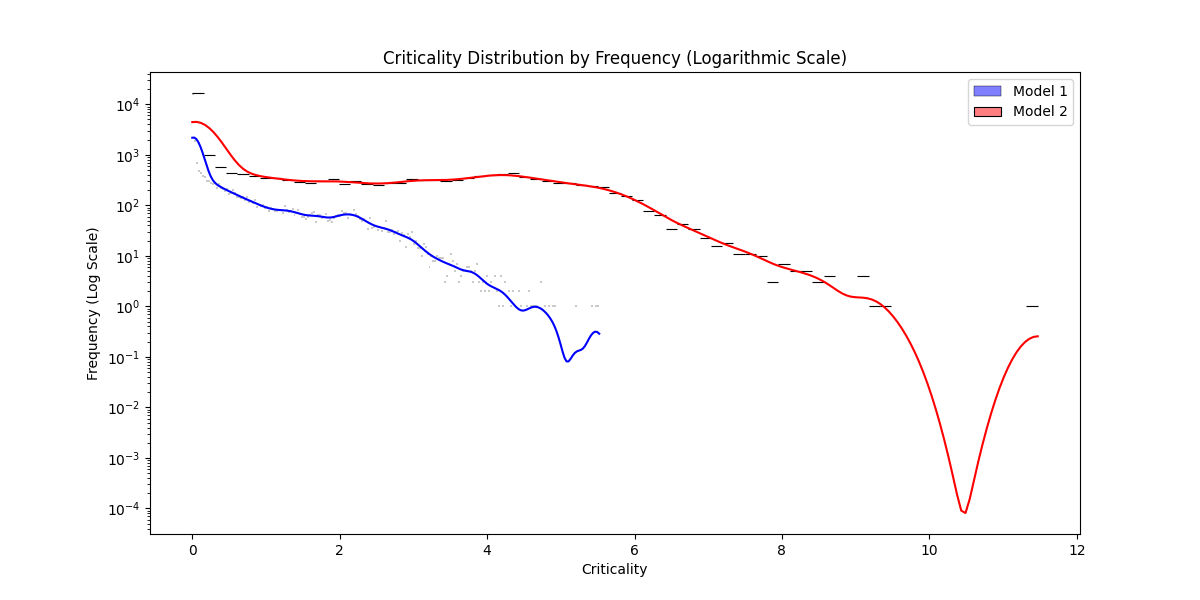 Criticality Distribution by Frequency (Logarithmic Scale)
Model 1
Model 2
Frequency (Log Scale)
10⁴
10³
10²
10¹
10⁰
10⁻¹
10⁻²
10⁻³
10⁻⁴
0 2 4 6 8 10 12
Criticality